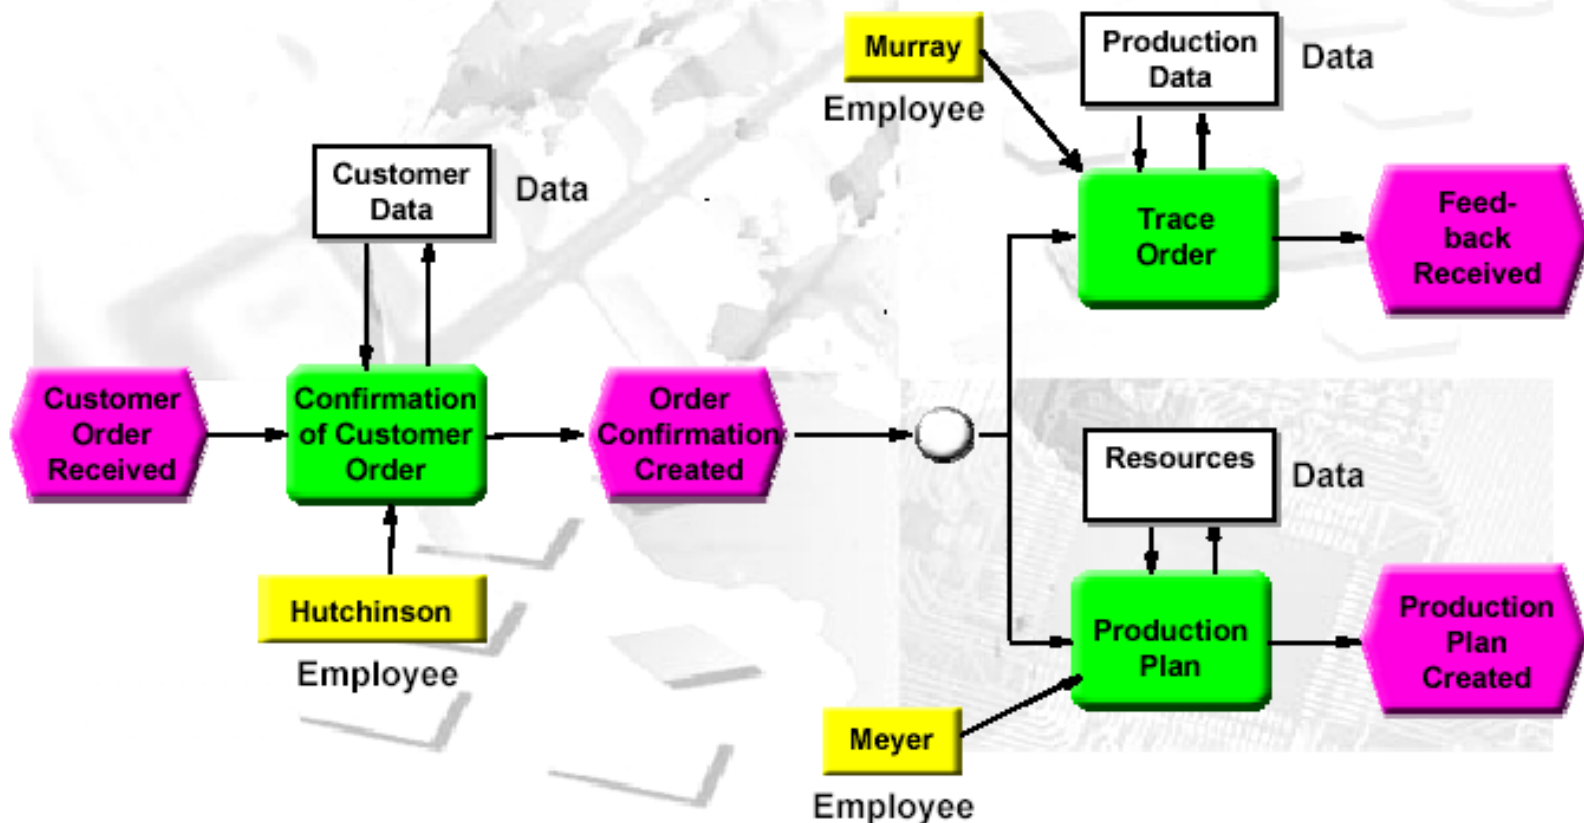 Murray
Employee
Production
Data
Data
Customer
Data
Data
Trace
Order
Feed-
back
Received
Customer
Order
Received
Confirmation
of Customer
Order
Order
Confirmation
Created
Resources
Data
Hutchinson
Employee
Production
Plan
Production
Plan
Created
Meyer
Employee